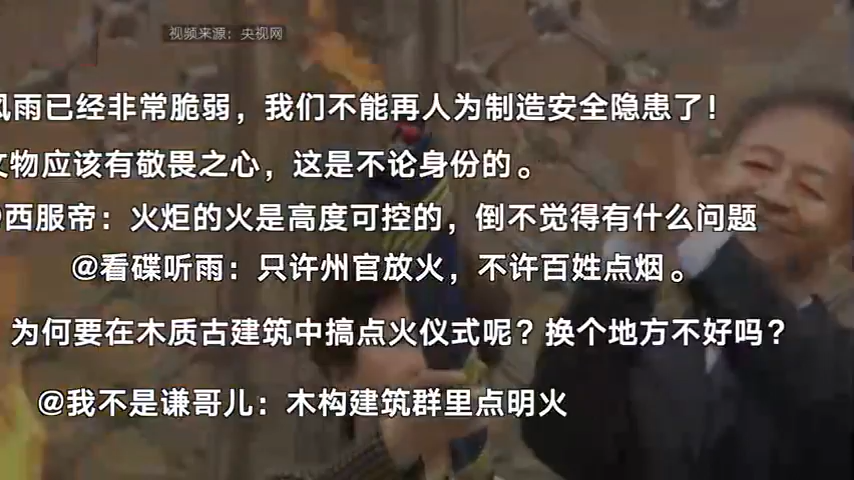 视频来源：央视网
风雨已经非常脆弱，我们不能再人为制造安全隐患了！
文物应该有敬畏之心，这是不论身份的。
@西服帝：火炬的火是高度可控的，倒不觉得有什么问题
@看碟听雨：只许州官放火，不许百姓点烟。
为何要在木质古建筑中搞点火仪式呢？换个地方不好吗？
@我不是谦哥儿：木构建筑群里点明火